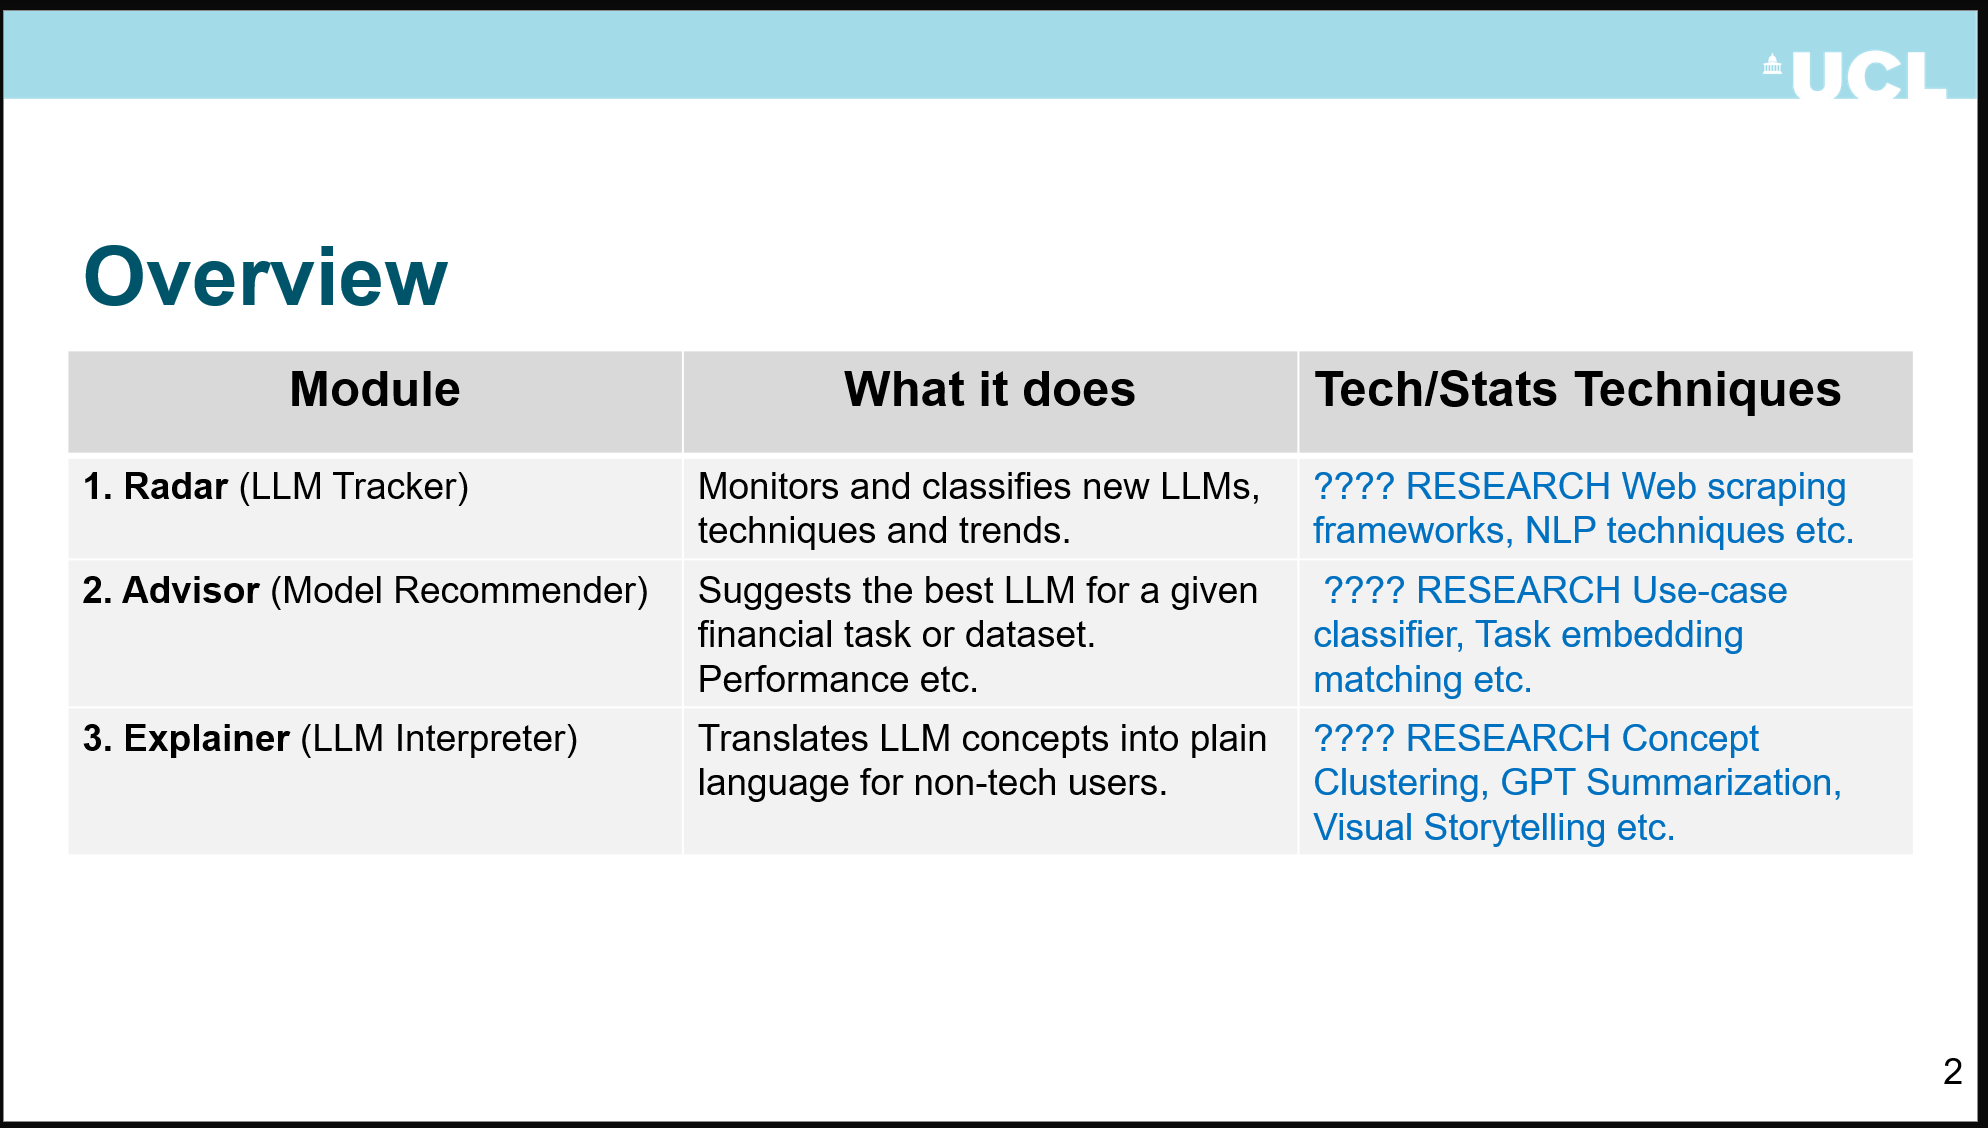 UCL
Overview
Module
What it does
Tech/Stats Techniques
1. Radar (LLM Tracker)
Monitors and classifies new LLMs,
techniques and trends.
???? RESEARCH Web scraping
frameworks, NLP techniques etc.
2. Advisor (Model Recommender)
Suggests the best LLM for a given
financial task or dataset.
Performance etc.
???? RESEARCH Use-case
classifier, Task embedding
matching etc.
3. Explainer (LLM Interpreter)
Translates LLM concepts into plain
language for non-tech users.
???? RESEARCH Concept
Clustering, GPT Summarization,
Visual Storytelling etc.
2